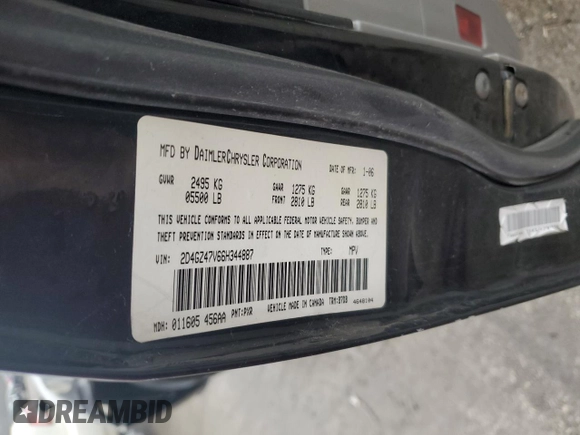 MFD BY DAIMLERCHRYSLER CORPORATION
DATE OF MFR: 1-06
GVWR 2495 KG 05500 LB
GAWR FRONT 1275 KG 2810 LB
GAWR REAR 1275 KG 2810 LB
THIS VEHICLE CONFORMS TO ALL APPLICABLE FEDERAL MOTOR VEHICLE SAFETY, BUMPER AND
THEFT PREVENTION STANDARDS IN EFFECT ON THE DATE OF MANUFACTURE SHOWN ABOVE.
VIN: 2D4GZ47V66H344887 TYPE: MPV
VEHICLE MADE IN CANADA
MDH: 011605 456AA PNT:PXR TRM:37D3 4648194
DREAMBID